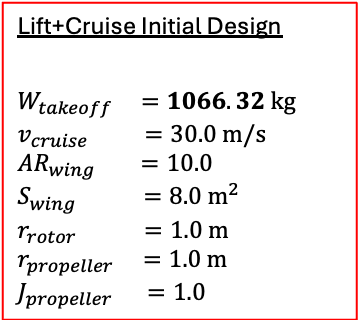 Lift+Cruise Initial Design
W_takeoff = 1066.32 kg
v_cruise = 30.0 m/s
AR_wing = 10.0
S_wing = 8.0 m²
r_rotor = 1.0 m
r_propeller = 1.0 m
J_propeller = 1.0